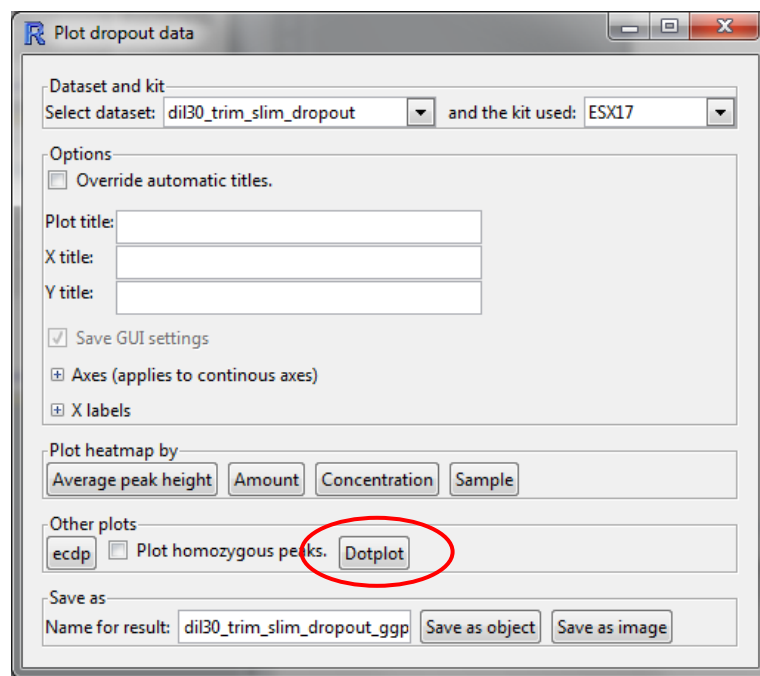 Plot dropout data
Dataset and kit
Select dataset: dil30_trim_slim_dropout and the kit used: ESX17
Options
Override automatic titles.
Plot title:
X title:
Y title:
Save GUI settings
Axes (applies to continous axes)
X labels
Plot heatmap by
Average peak height Amount Concentration Sample
Other plots
ecdp Plot homozygous peaks. Dotplot
Save as
Name for result: dil30_trim_slim_dropout_ggp Save as object Save as image